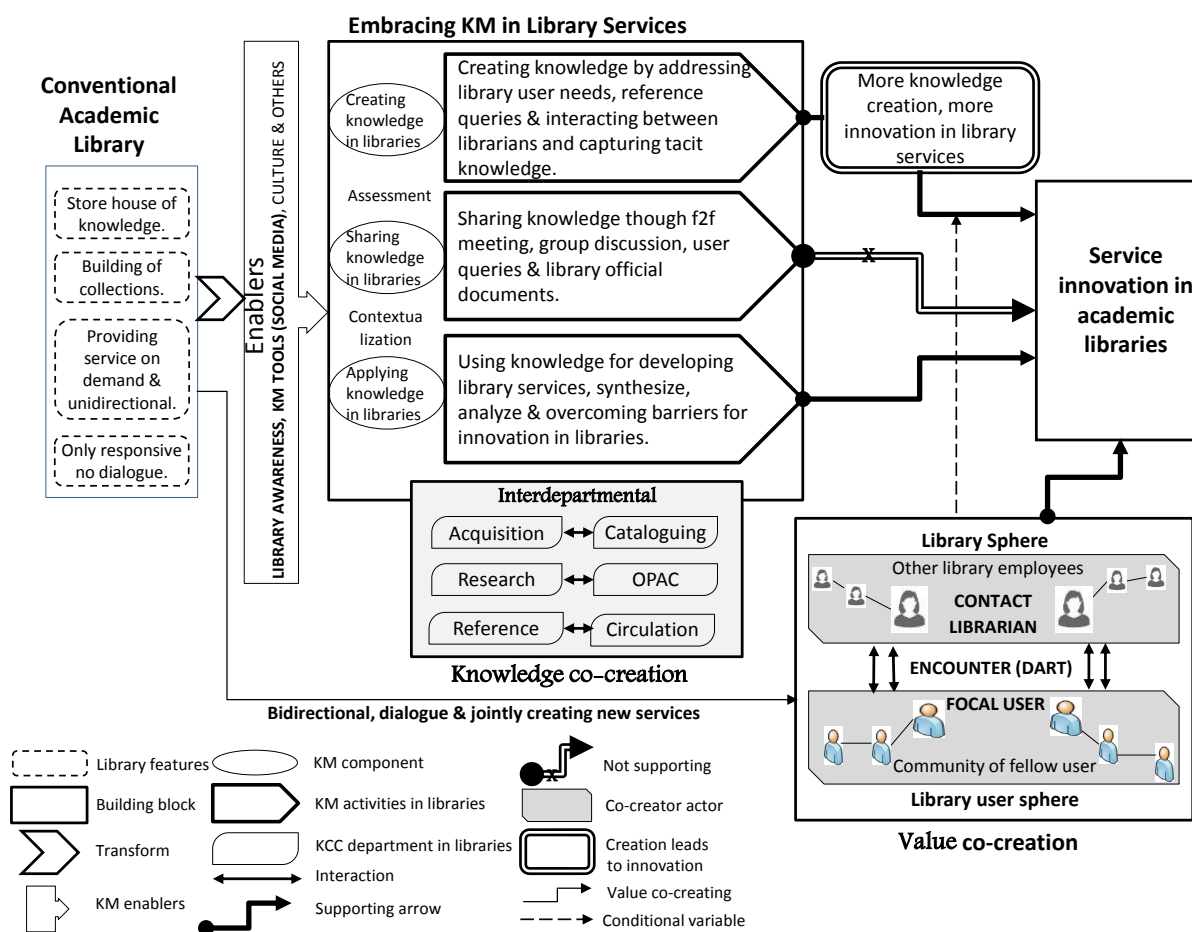 Embracing KM in Library Services
Conventional
Academic
Library
Store house of
knowledge.
Building of
collections.
Providing
service on
demand &
unidirectional.
Only responsive
no dialogue.
Enablers
LIBRARY AWARENESS, KM TOOLS (SOCIAL MEDIA), CULTURE & OTHERS
Creating
knowledge
in libraries
Assessment
Sharing
knowledge
in libraries
Contextua
lization
Applying
knowledge
in libraries
Creating knowledge by addressing
library user needs, reference
queries & interacting between
librarians and capturing tacit
knowledge.
Sharing knowledge though f2f
meeting, group discussion, user
queries & library official
documents.
Using knowledge for developing
library services, synthesize,
analyze & overcoming barriers for
innovation in libraries.
More knowledge
creation, more
innovation in library
services
x
Service
innovation in
academic
libraries
Interdepartmental
Acquisition
Cataloguing
Research
OPAC
Reference
Circulation
Knowledge co-creation
Bidirectional, dialogue & jointly creating new services
Library Sphere
Other library employees
CONTACT
LIBRARIAN
ENCOUNTER (DART)
FOCAL USER
Community of fellow user
Library user sphere
Value co-creation
Library features
Building block
Transform
KM enablers
KM component
KM activities in libraries
KCC department in libraries
Interaction
Supporting arrow
x
Not supporting
Co-creator actor
Creation leads
to innovation
Value co-creating
Conditional variable